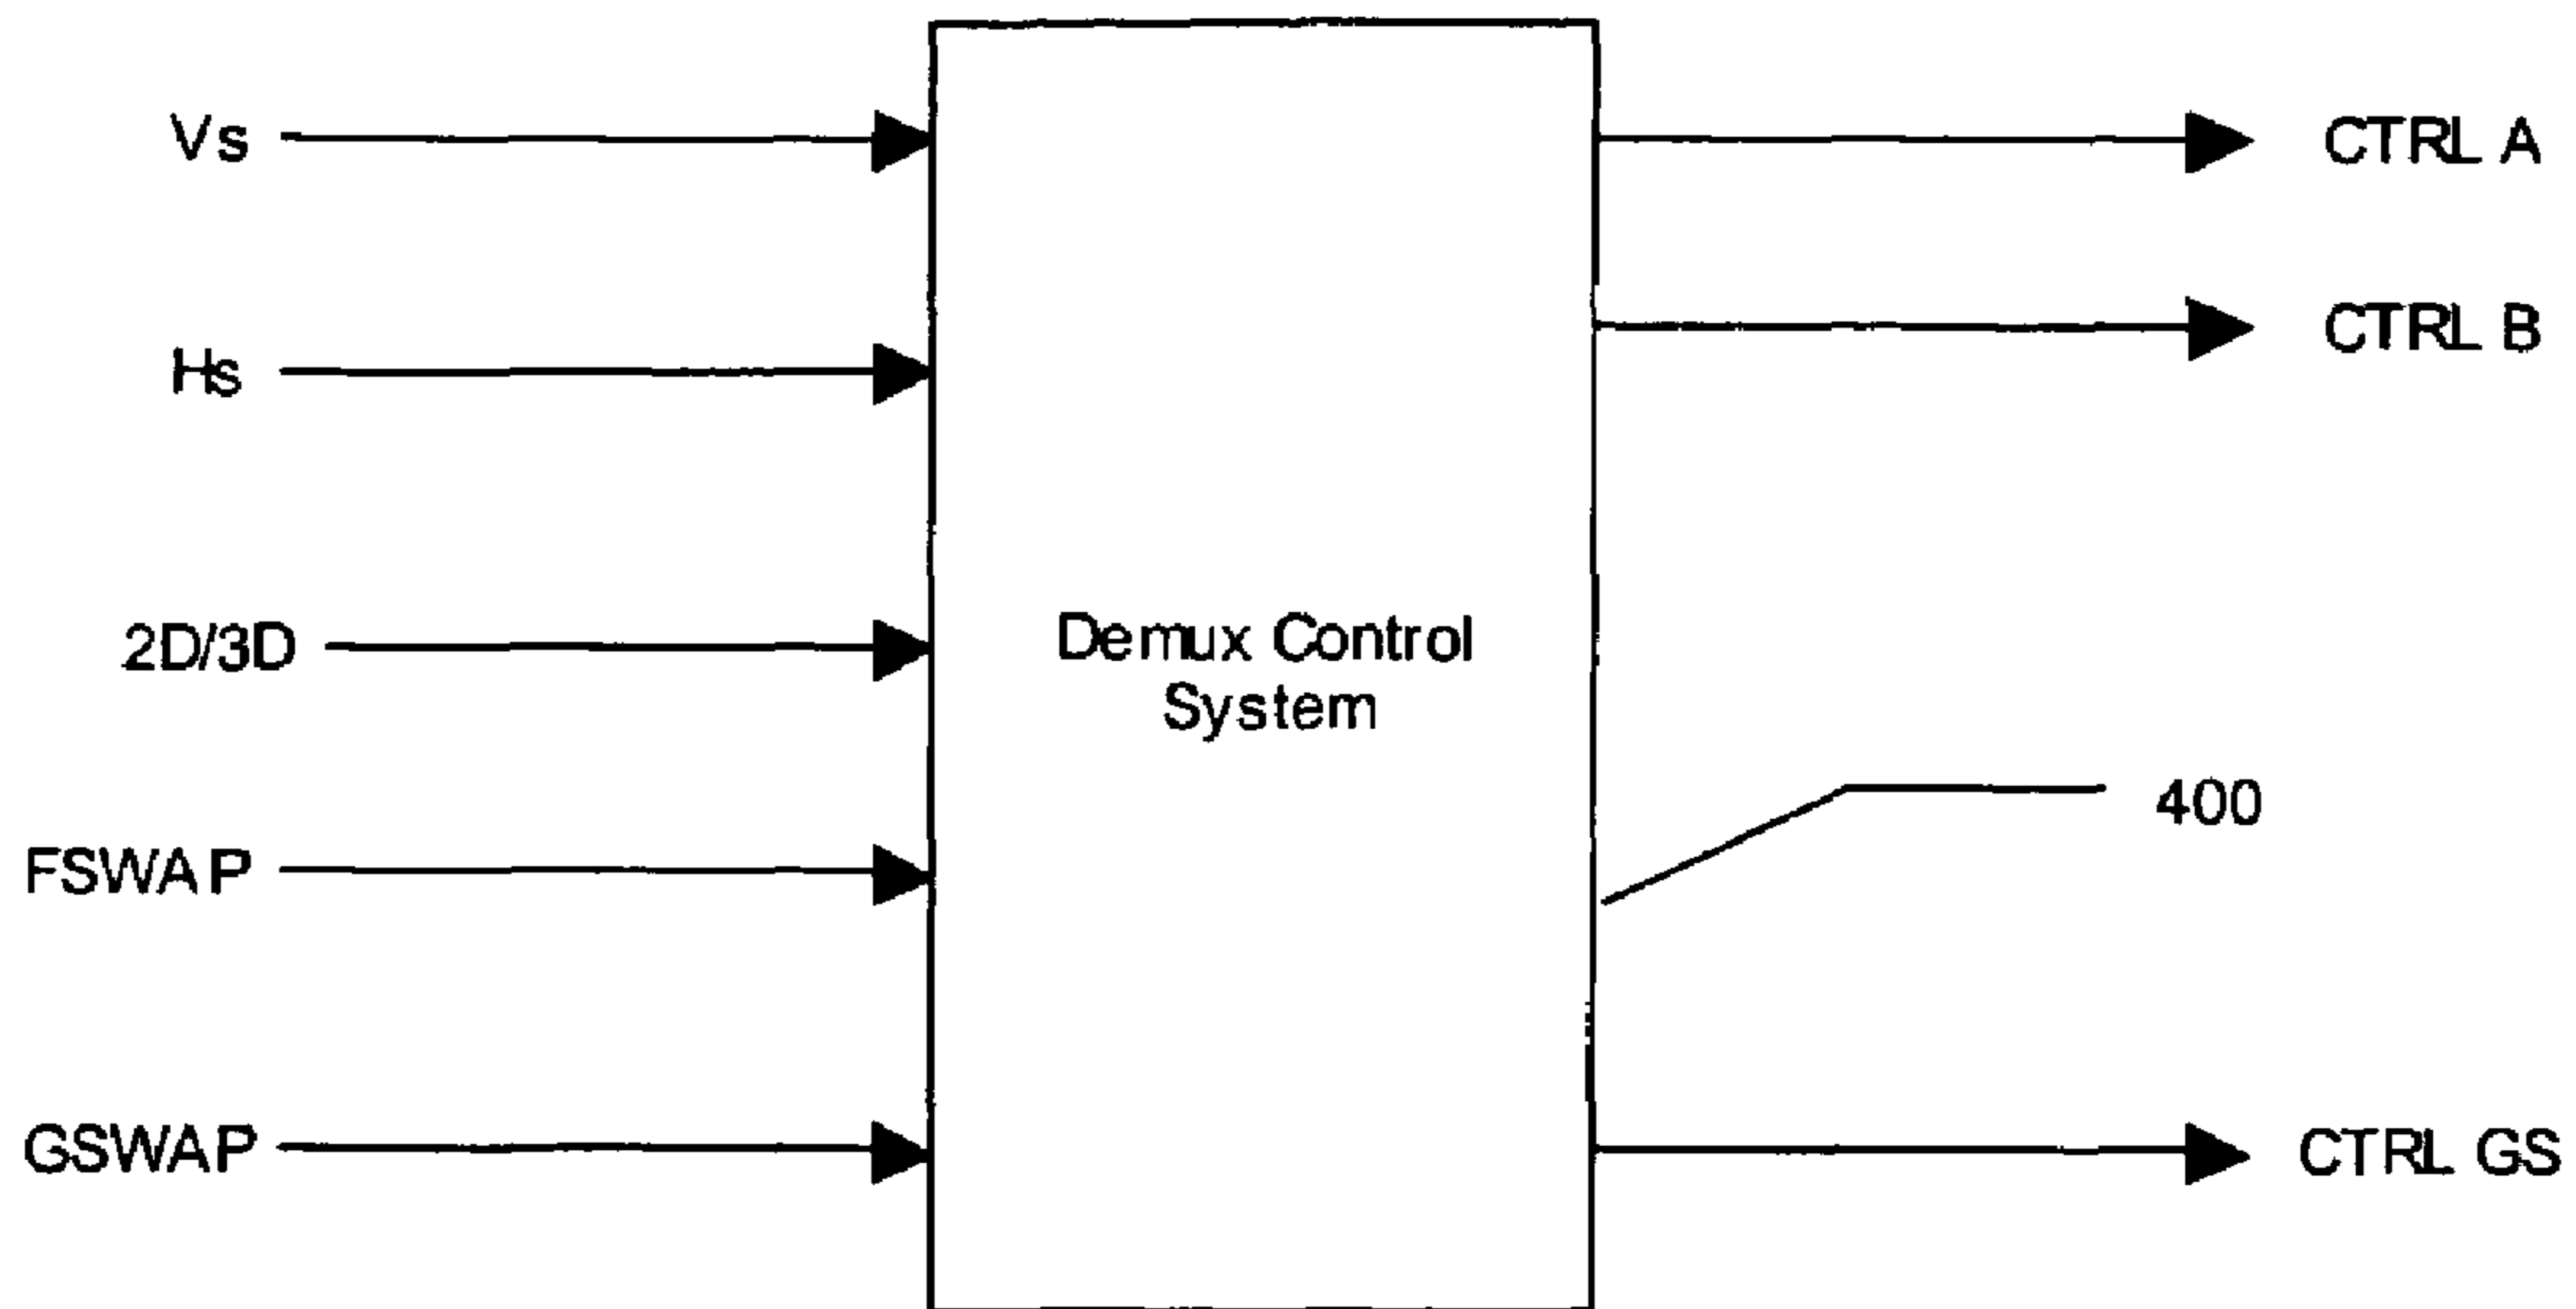 Vs
Hs
2D/3D
FSWAP
GSWAP
Demux Control
System
CTRL A
CTRL B
400
CTRL GS